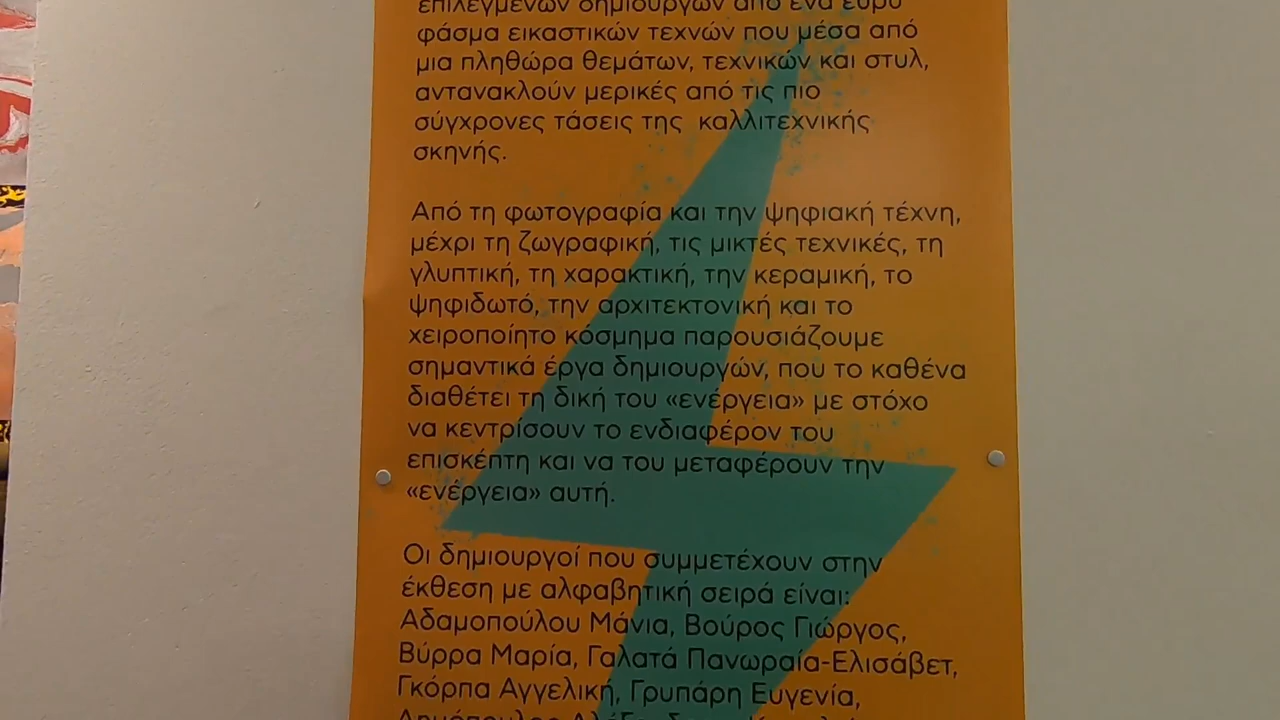 επιλεγμένων δημιουργών από ένα ευρύ
φάσμα εικαστικών τεχνών που μέσα από
μια πληθώρα θεμάτων, τεχνικών και στυλ,
αντανακλούν μερικές από τις πιο
σύγχρονες τάσεις της  καλλιτεχνικής
σκηνής.
Από τη φωτογραφία και την ψηφιακή τέχνη,
μέχρι τη ζωγραφική, τις μικτές τεχνικές, τη
γλυπτική, τη χαρακτική, την κεραμική, το
ψηφιδωτό, την αρχιτεκτονική και το
χειροποίητο κόσμημα παρουσιάζουμε
σημαντικά έργα δημιουργών, που το καθένα
διαθέτει τη δική του «ενέργεια» με στόχο
να κεντρίσουν το ενδιαφέρον του
επισκέπτη και να του μεταφέρουν την
«ενέργεια» αυτή.
Οι δημιουργοί που συμμετέχουν στην
έκθεση με αλφαβητική σειρά είναι:
Αδαμοπούλου Μάνια, Βούρος Γιώργος,
Βύρρα Μαρία, Γαλατά Πανωραία-Ελισάβετ,
Γκόρπα Αγγελική, Γρυπάρη Ευγενία,